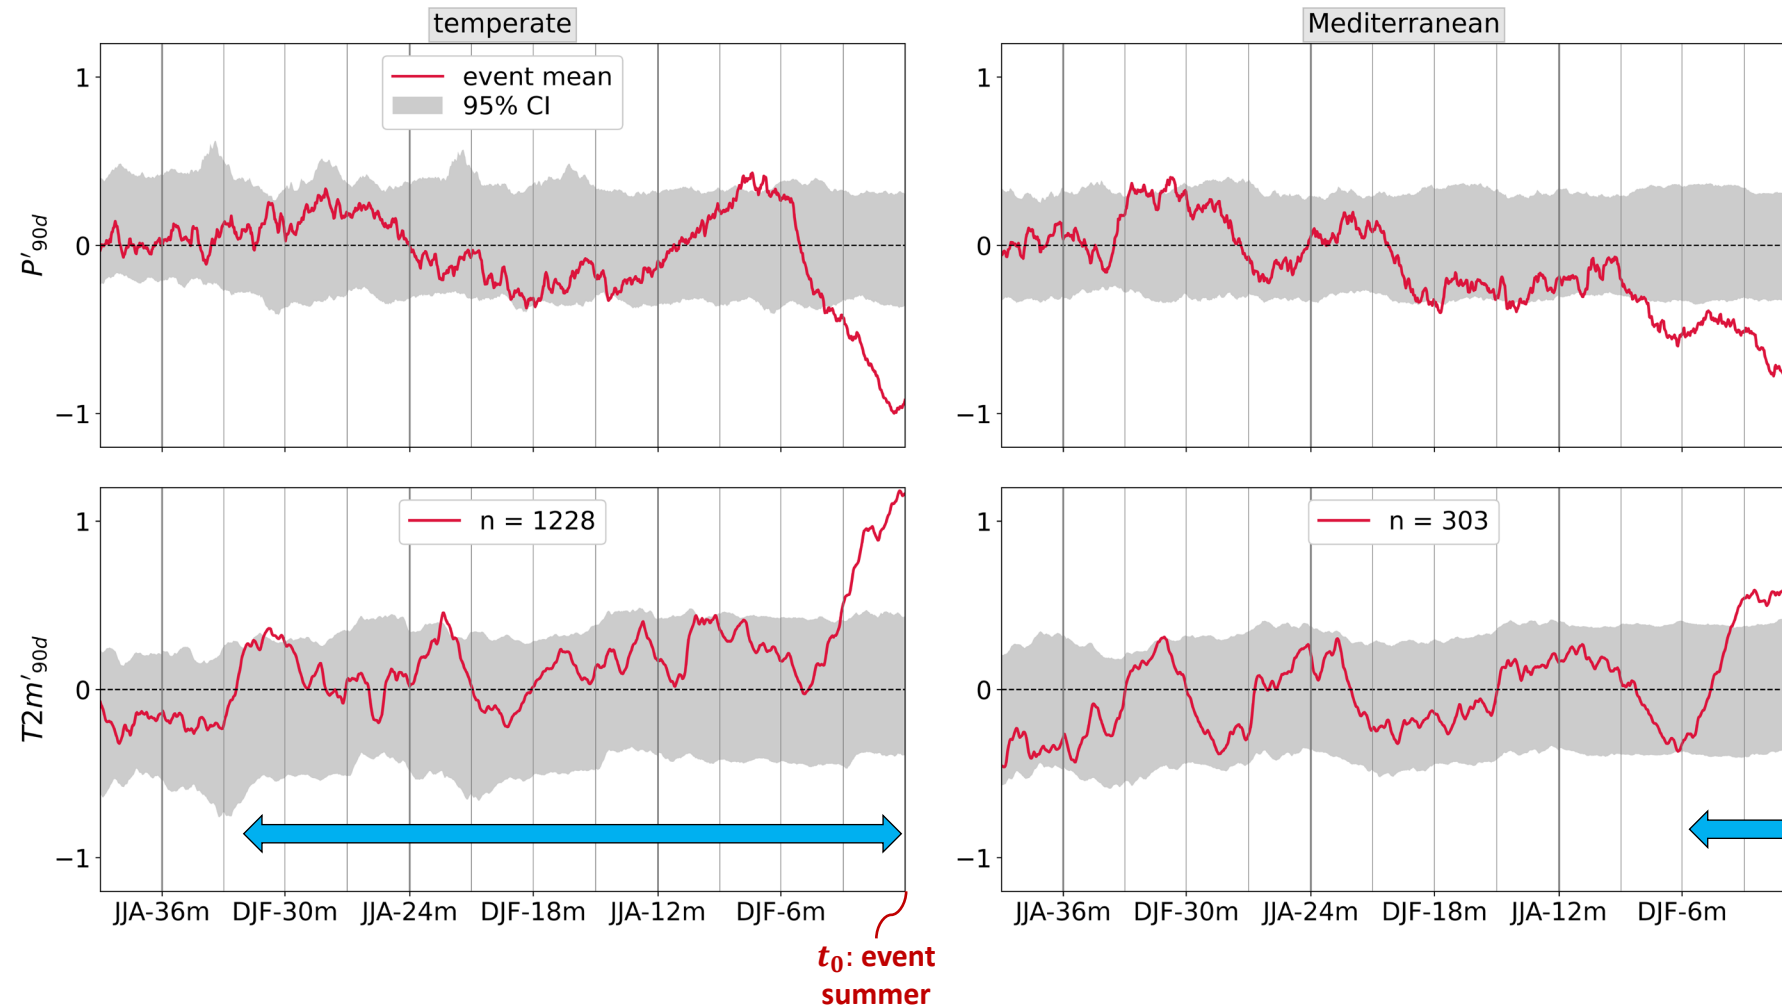 temperate
Mediterranean
1
event mean
95% CI
0
−1
P'90d
1
0
−1
1
n = 1228
0
−1
T2m'90d
1
n = 303
0
−1
JJA-36m DJF-30m JJA-24m DJF-18m JJA-12m DJF-6m
JJA-36m DJF-30m JJA-24m DJF-18m JJA-12m DJF-6m
t0: event
summer